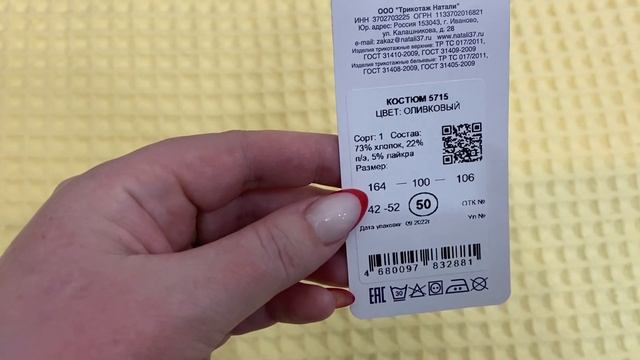 ООО "Трикотаж Натали"
ИНН 3702703225 ОГРН 1133702016821
Юр. адрес: Россия 153043, г. Иваново,
ул. Калашникова, д. 28
e-mail: zakaz@natali37.ru www.natali37.ru
Изделия трикотажные верхние: ТР ТС 017/2011,
ГОСТ 31410-2009, ГОСТ 31409-2009
Изделия трикотажные бельевые: ТР ТС 017/2011,
ГОСТ 31408-2009, ГОСТ 31405-2009
КОСТЮМ 5715
ЦВЕТ: ОЛИВКОВЫЙ
Сорт: 1 Состав:
73% хлопок, 22%
п/э, 5% лайкра
Размер:
164 — 100 — 106
42 -52 50 ОТК №
Дата упаковки 09.2022г. Уп №
4 680097 832881
EAC 30